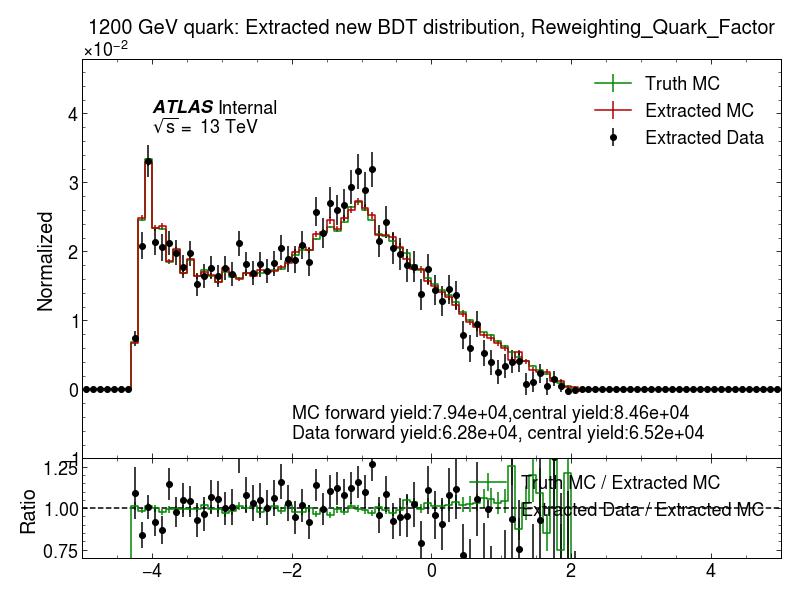 1200 GeV quark: Extracted new BDT distribution, Reweighting_Quark_Factor
×10⁻²
ATLAS Internal
√s = 13 TeV
Truth MC
Extracted MC
Extracted Data
Normalized
4
3
2
1
0
MC forward yield:7.94e+04,central yield:8.46e+04
Data forward yield:6.28e+04, central yield:6.52e+04
Ratio
1.25
1.00
0.75
Truth MC / Extracted MC
Extracted Data / Extracted MC
−4 −2 0 2 4